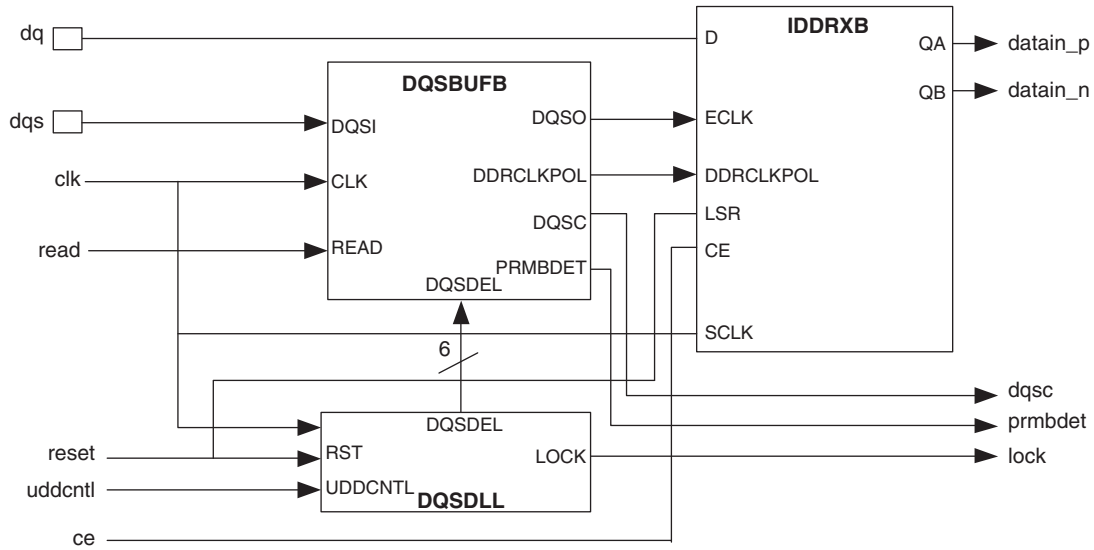 dq
dqs
clk
read
reset
uddcntl
ce
DQSBUFB
DQSI
CLK
READ
DQSO
DDRCLKPOL
DQSC
PRMBDET
DQSDEL
6
DQSDEL
RST
LOCK
UDDCNTL
DQSDLL
IDDRXB
D
ECLK
DDRCLKPOL
LSR
CE
SCLK
QA
QB
datain_p
datain_n
dqsc
prmbdet
lock